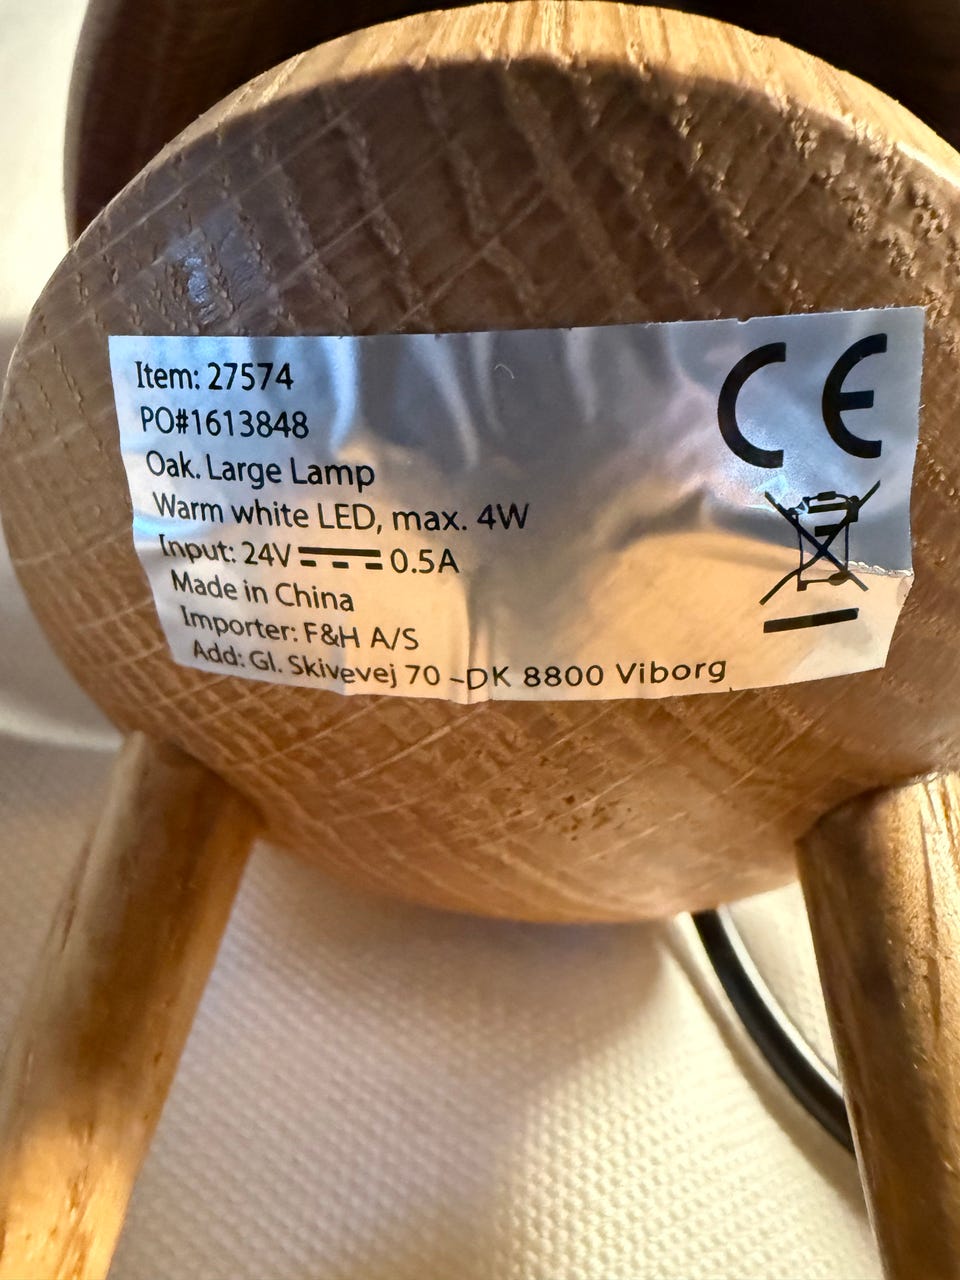 Item: 27574
PO#1613848
Oak. Large Lamp
Warm white LED, max. 4W
Input: 24V 0.5A
Made in China
Importer: F&H A/S
Add: Gl. Skivevej 70 –DK 8800 Viborg
CE